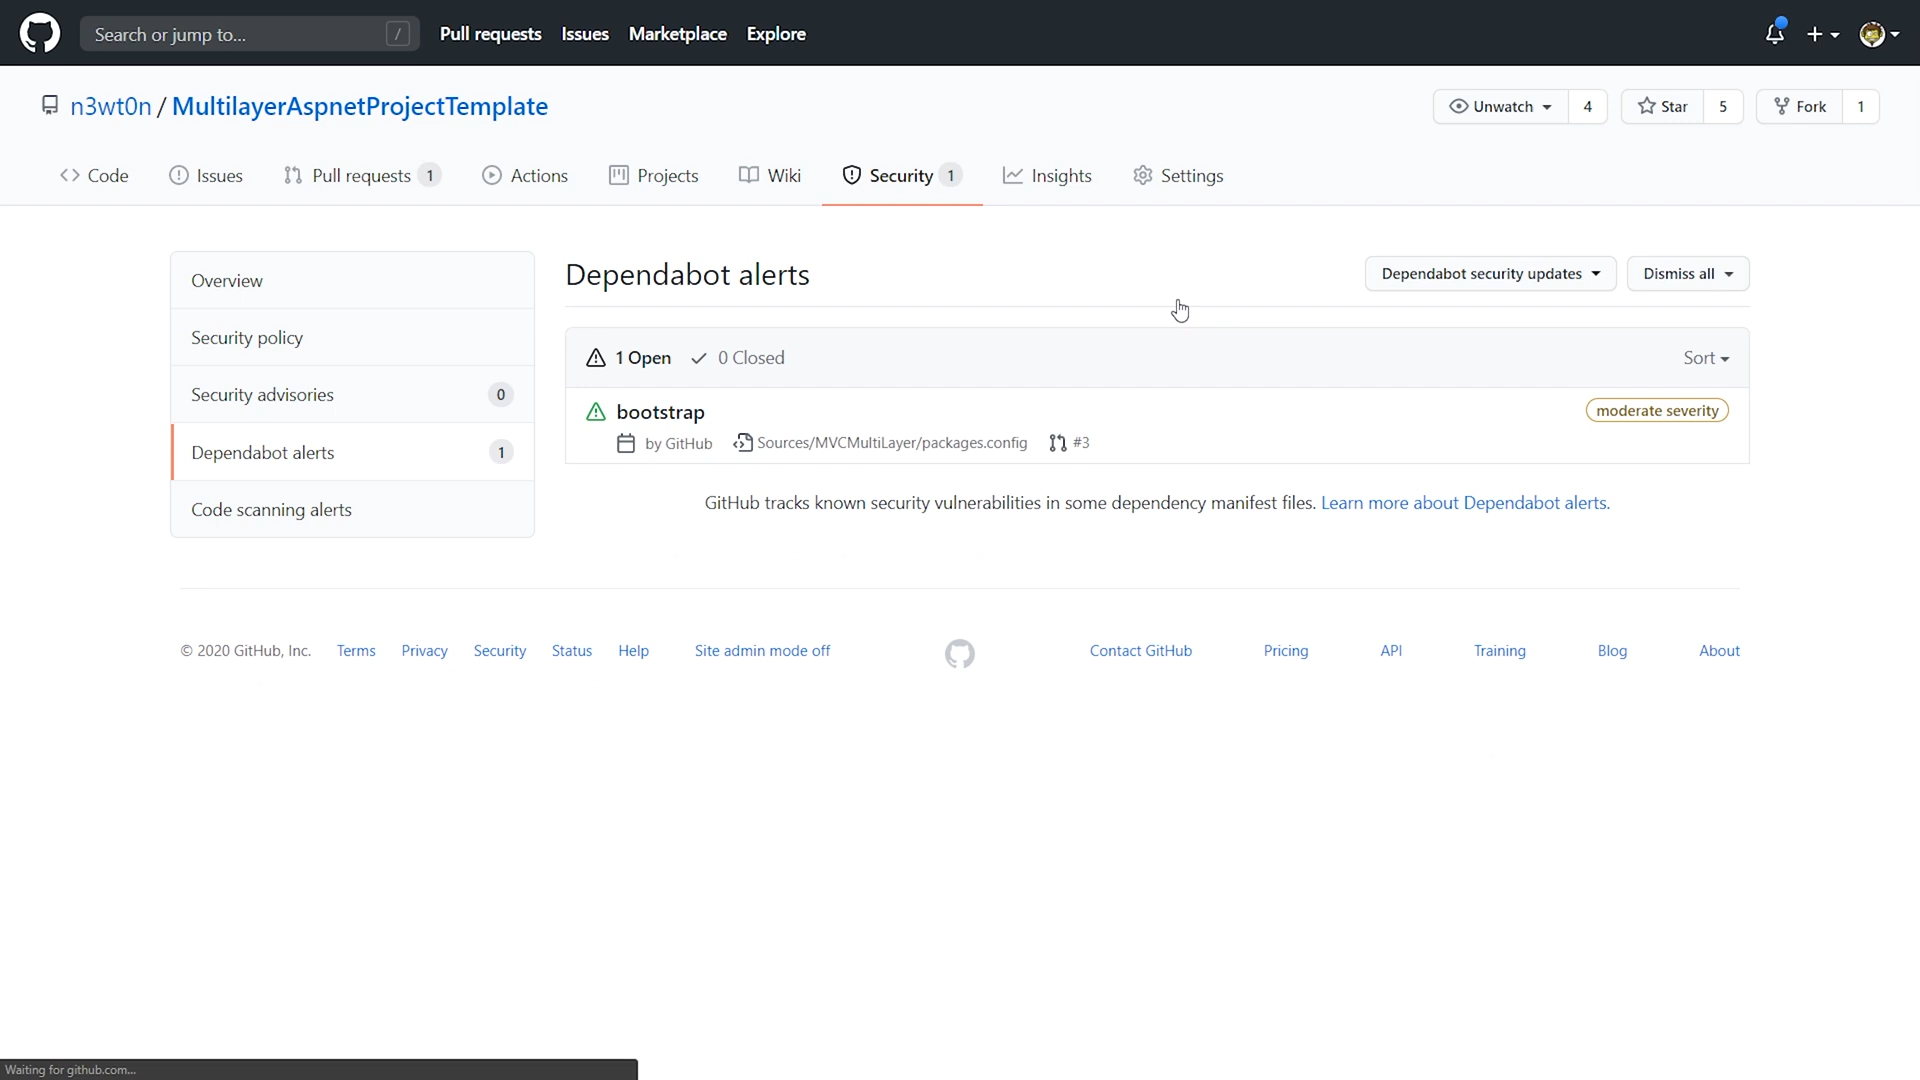 Search or jump to... /
Pull requests Issues Marketplace Explore
n3wt0n / MultilayerAspnetProjectTemplate
Unwatch 4 Star 5 Fork 1
Code Issues Pull requests 1 Actions Projects Wiki Security 1 Insights Settings
Overview
Security policy
Security advisories 0
Dependabot alerts 1
Code scanning alerts
Dependabot alerts
Dependabot security updates Dismiss all
1 Open 0 Closed Sort
bootstrap moderate severity
by GitHub Sources/MVCMultiLayer/packages.config #3
GitHub tracks known security vulnerabilities in some dependency manifest files. Learn more about Dependabot alerts.
© 2020 GitHub, Inc. Terms Privacy Security Status Help Site admin mode off Contact GitHub Pricing API Training Blog About
Waiting for github.com...